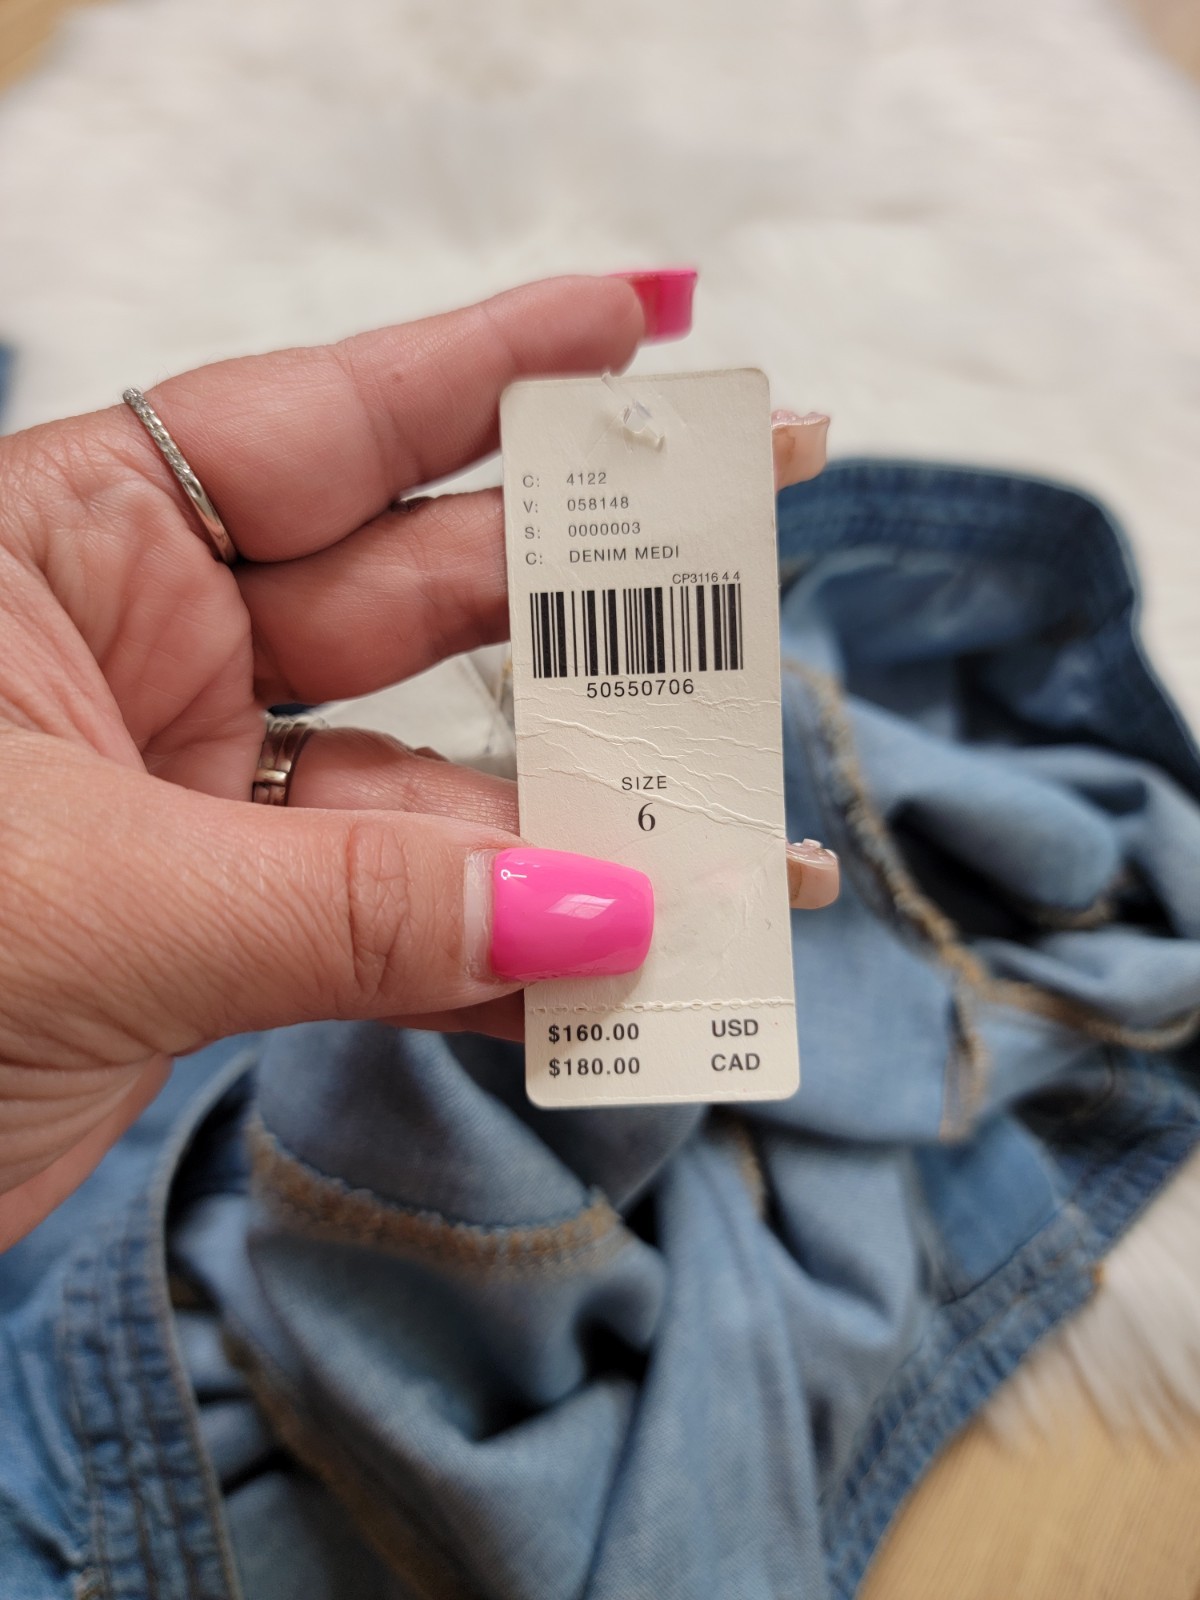 C: 4122
V: 058148
S: 0000003
C: DENIM MEDI
CP3116 4 4
50550706
SIZE
6
$160.00 USD
$180.00 CAD